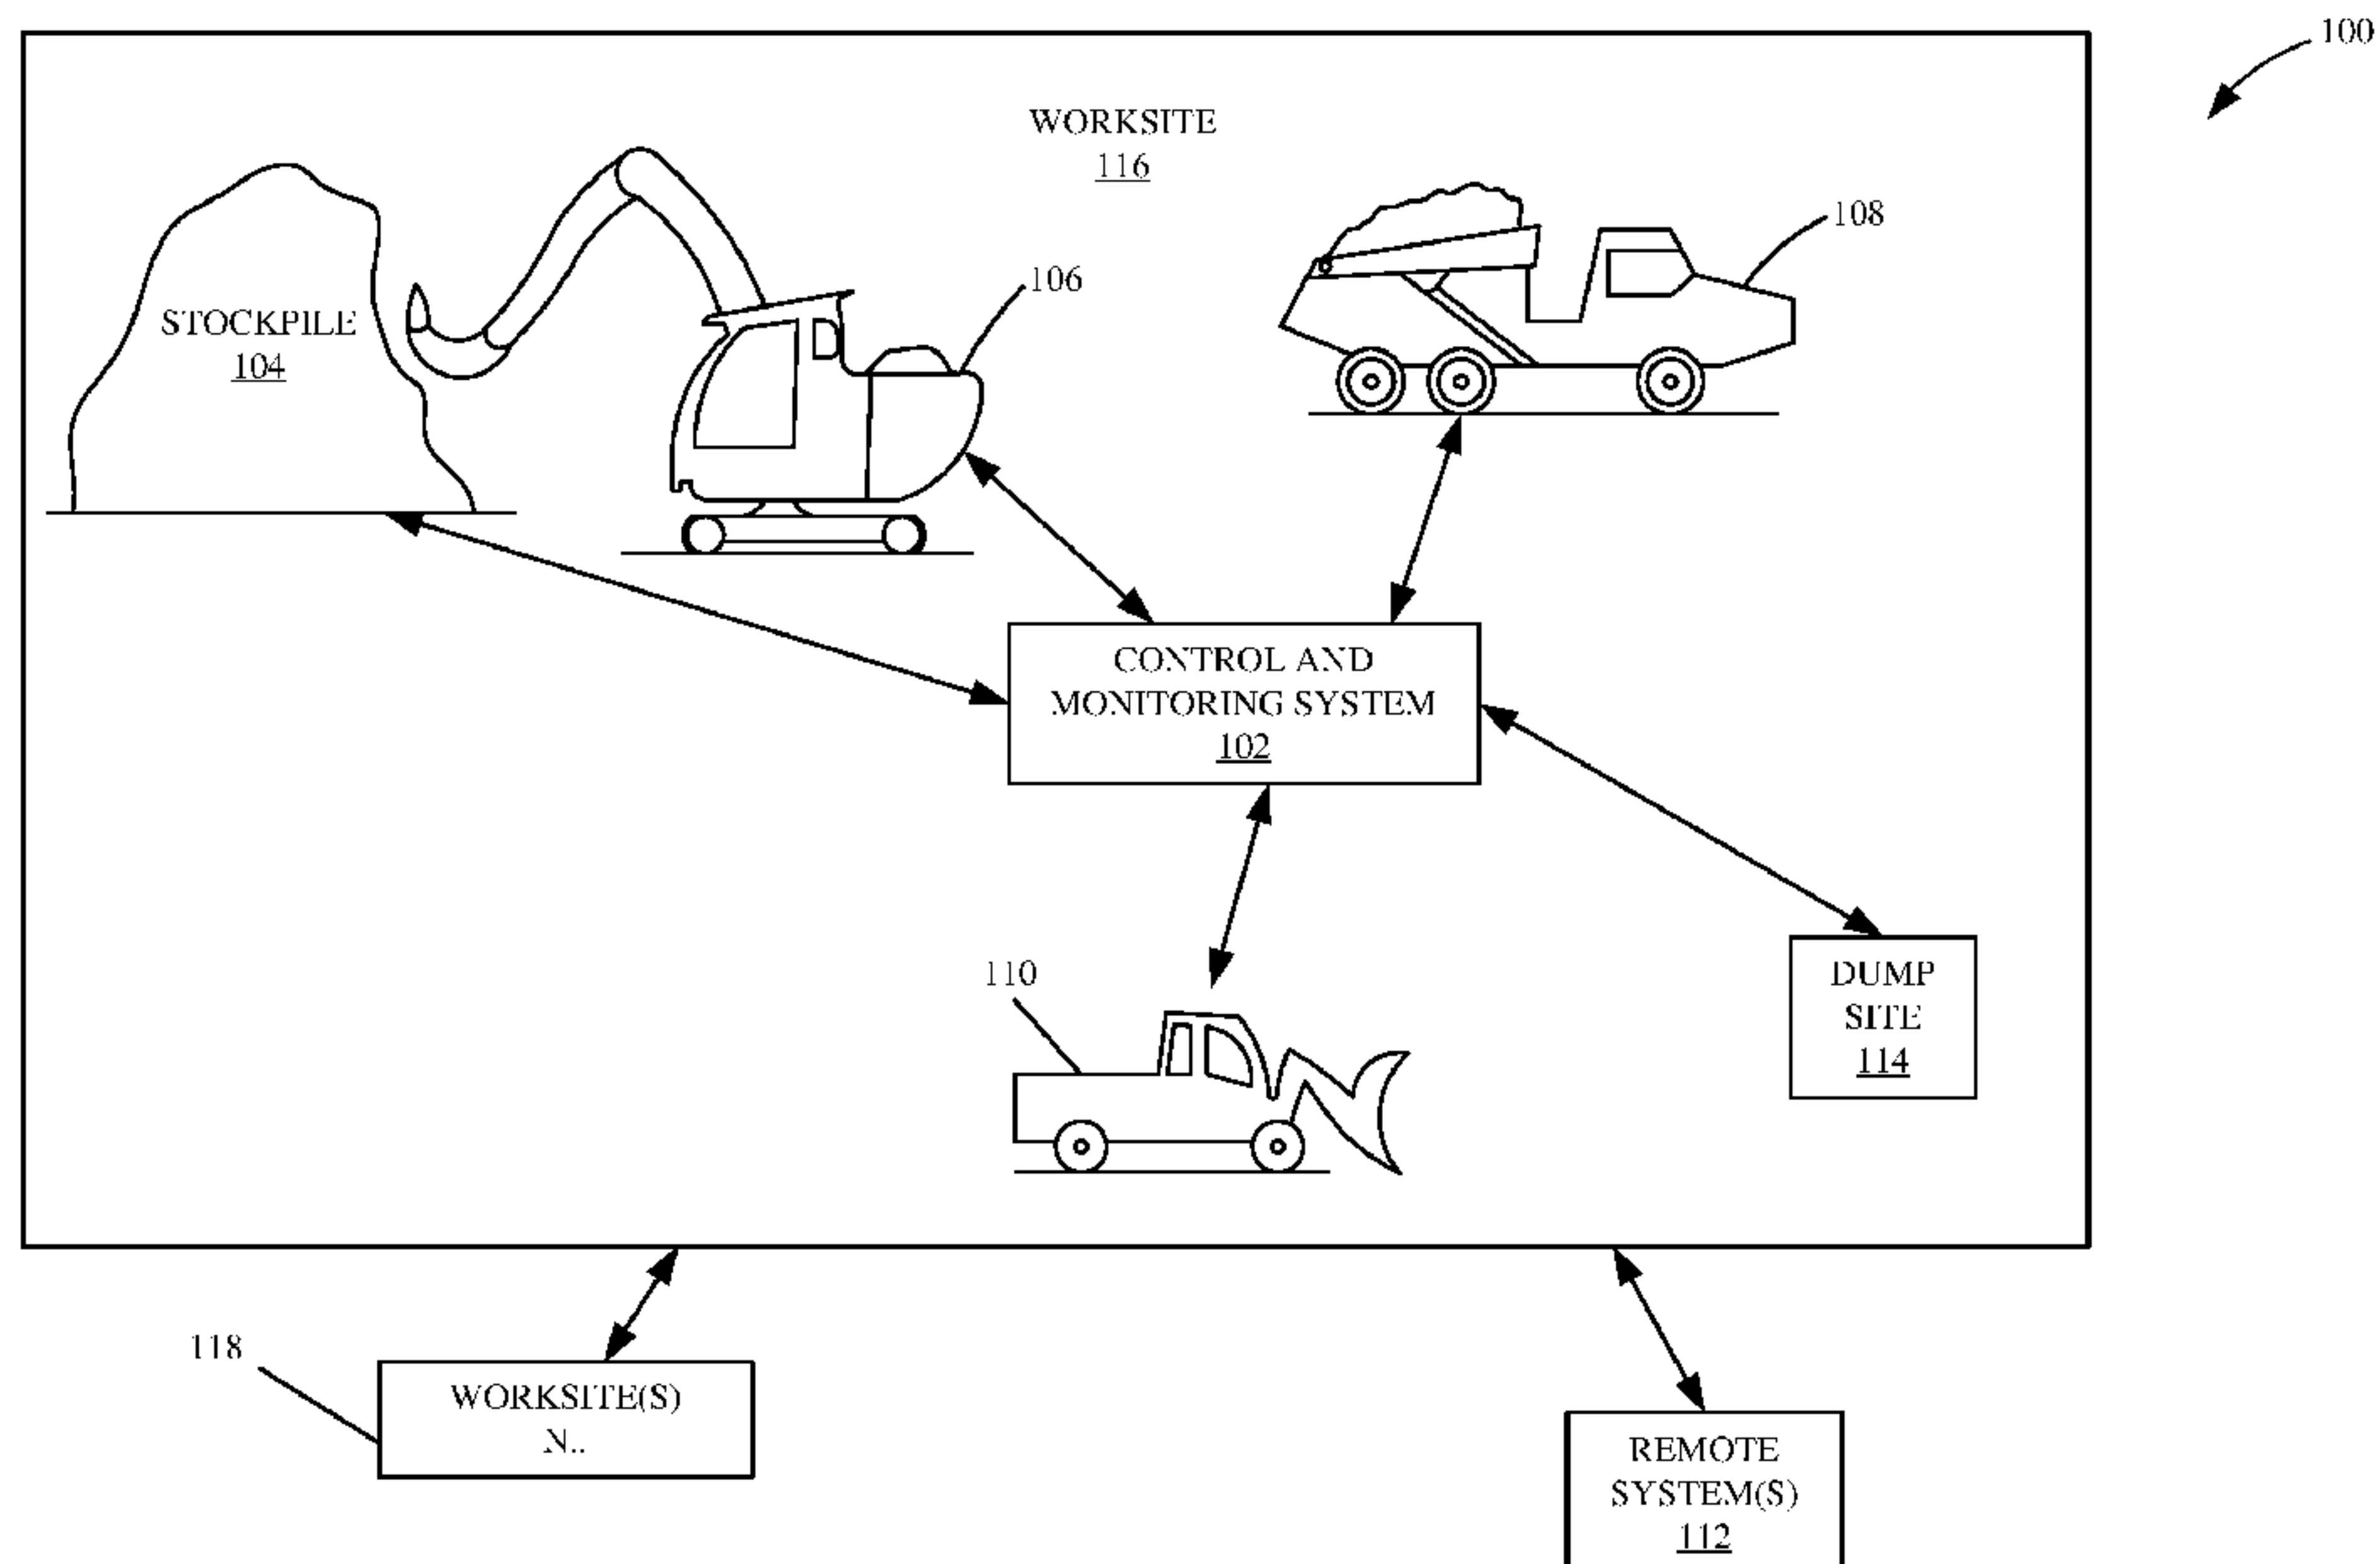 100
WORKSITE
116
108
106
STOCKPILE
104
CONTROL AND
MONITORING SYSTEM
102
110
DUMP
SITE
114
118
WORKSITE(S)
N..
REMOTE
SYSTEM(S)
112